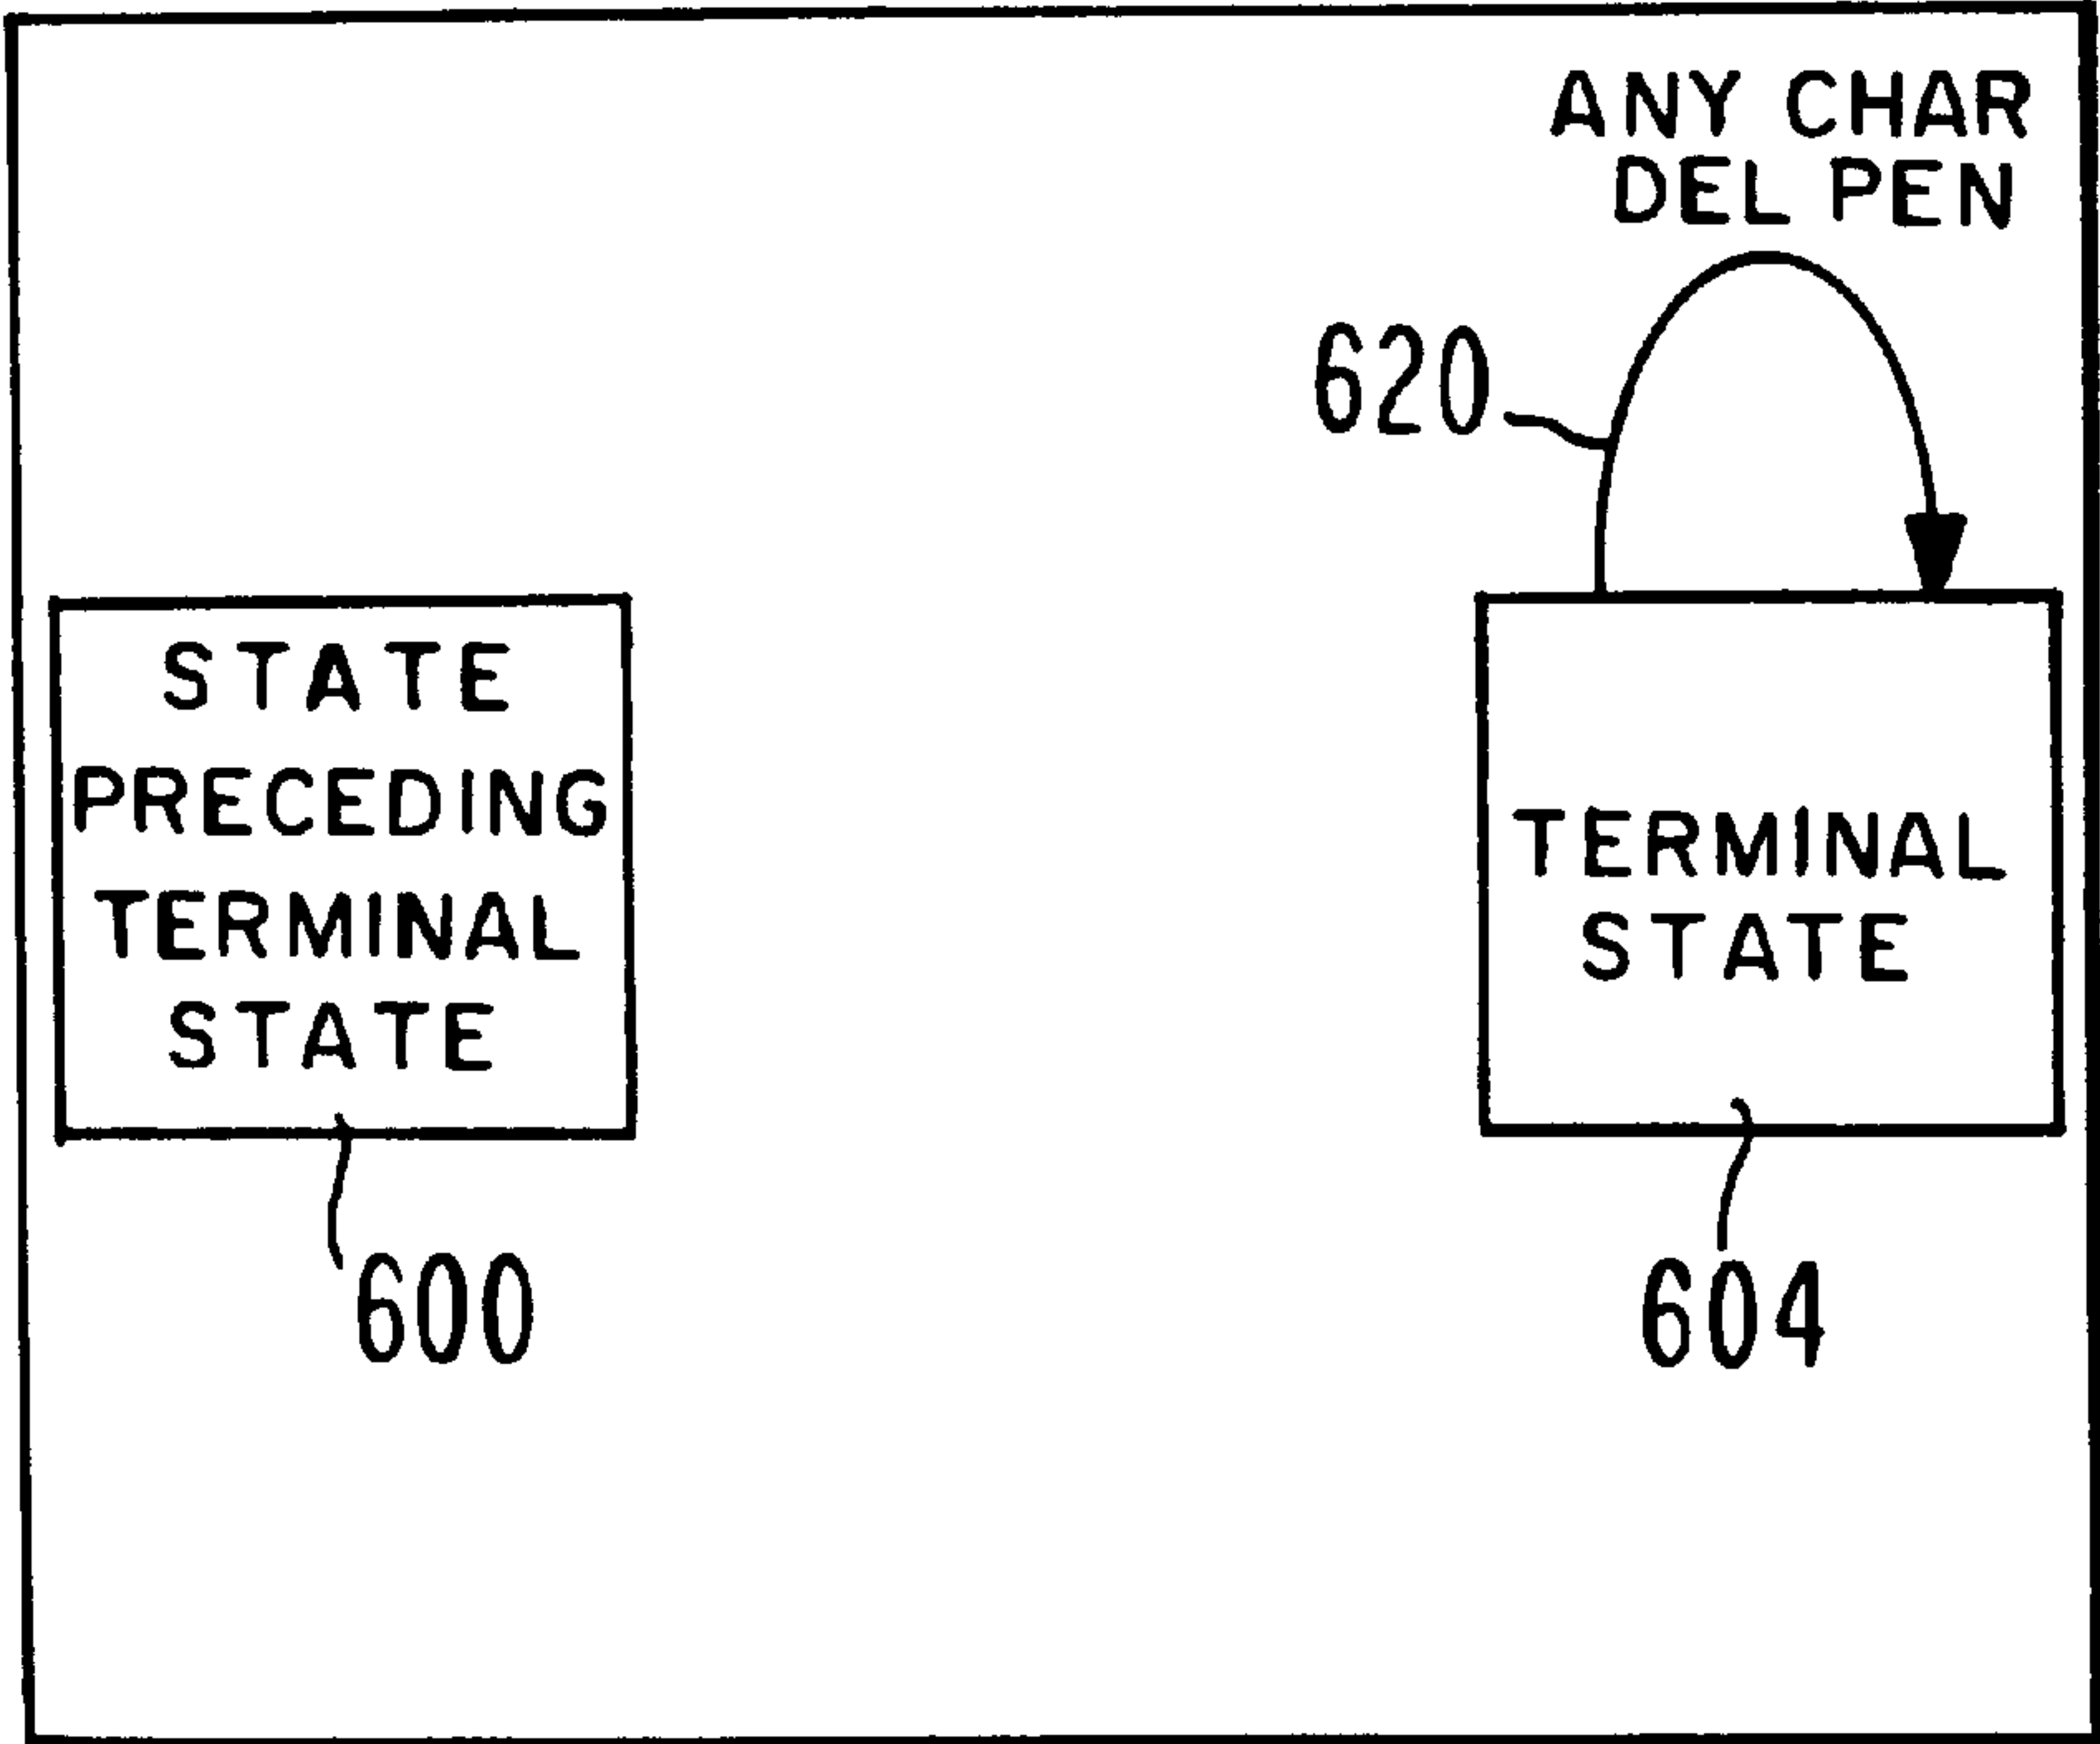 ANY CHAR
DEL PEN
620
STATE
PRECEDING
TERMINAL
STATE
TERMINAL
STATE
600
604